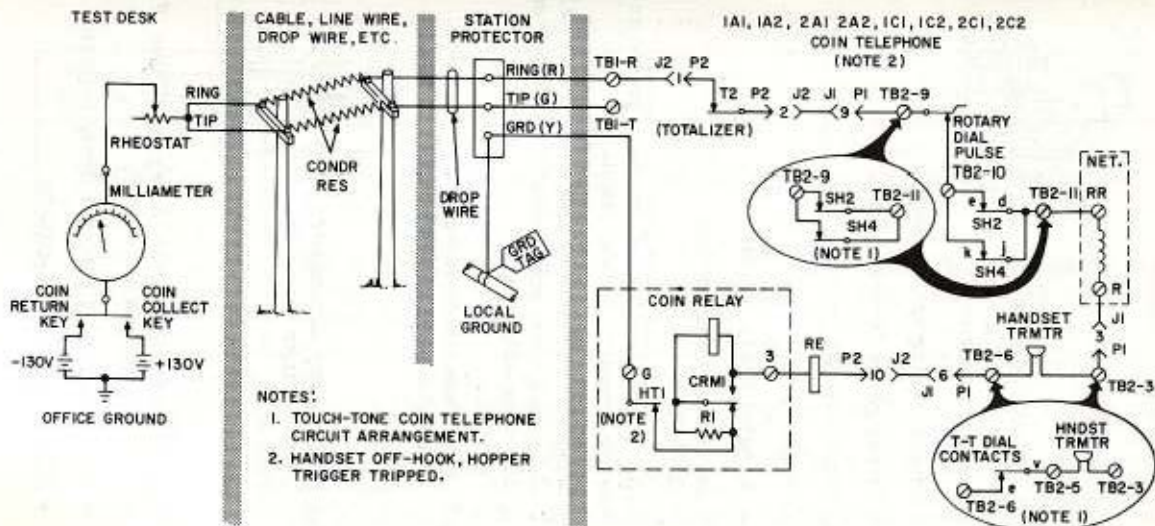 TEST DESK
CABLE, LINE WIRE,
DROP WIRE, ETC.
STATION
PROTECTOR
1A1, 1A2, 2A1 2A2, 1C1, 1C2, 2C1, 2C2
COIN TELEPHONE
(NOTE 2)
RING
TIP
RHEOSTAT
MILLIAMETER
COIN
RETURN
KEY
COIN
COLLECT
KEY
-130V
+130V
OFFICE GROUND
CONDR
RES
DROP
WIRE
RING (R)
TIP (G)
GRD (Y)
GRD
TAG
LOCAL
GROUND
NOTES:
1. TOUCH-TONE COIN TELEPHONE
CIRCUIT ARRANGEMENT.
2. HANDSET OFF-HOOK, HOPPER
TRIGGER TRIPPED.
TB1-R J2 P2
1
TB1-T
T2 P2 J2 J1 P1 TB2-9
2 9
(TOTALIZER)
ROTARY
DIAL
PULSE
TB2-10
e d
SH2
k j
SH4
TB2-11
TB2-9
TB2-11
SH2
SH4
(NOTE 1)
NET.
RR
R
J1
3
P1
COIN RELAY
G
HT1
(NOTE
2)
CRM1
R1
3
RE
P2 J2
10 6
J1 P1
TB2-6
HANDSET
TRMTR
TB2-3
T-T DIAL
CONTACTS
HNDST
TRMTR
v
e
TB2-6
TB2-5
TB2-3
(NOTE 1)